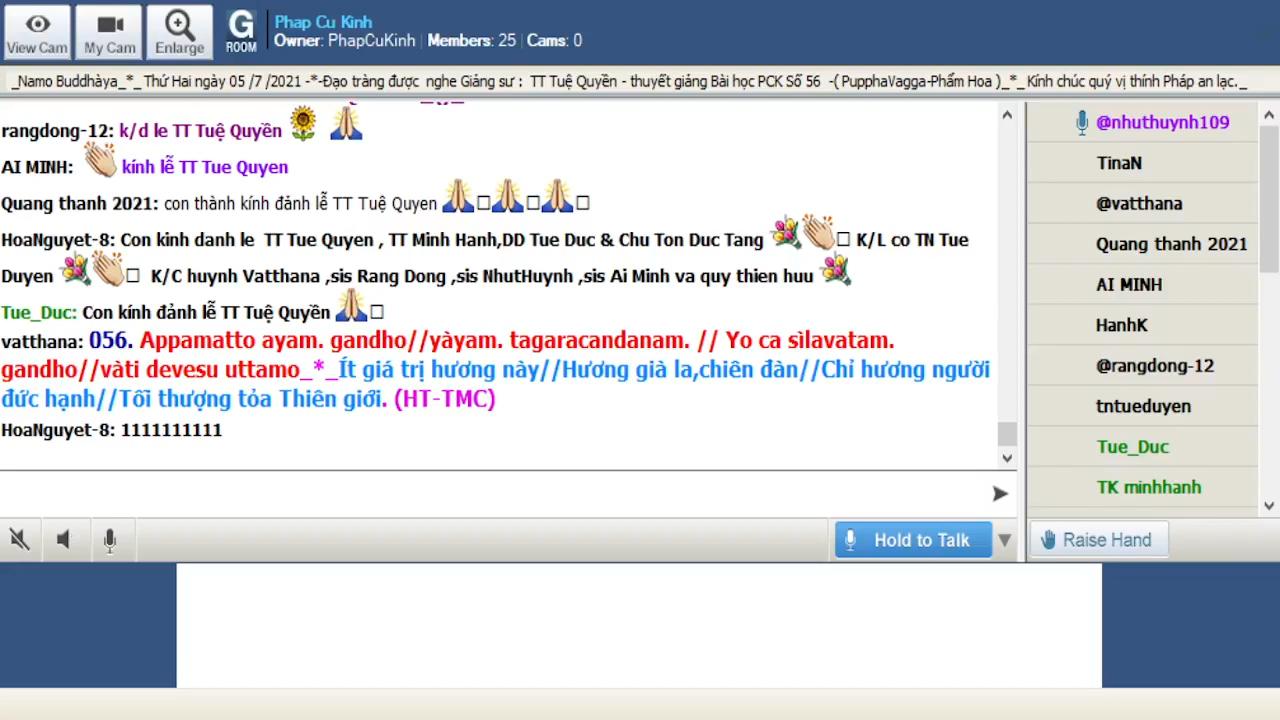 View Cam
My Cam
Enlarge
G
ROOM
Phap Cu Kinh
Owner: PhapCuKinh | Members: 25 | Cams: 0
_Namo Buddhàya_*_ Thứ Hai ngày 05 /7 /2021 -*-Đạo tràng được nghe Giảng sư : TT Tuệ Quyền - thuyết giảng Bài học PCK Số 56 -( PupphaVagga-Phẩm Hoa )_*_ Kính chúc quý vị thính Pháp an lạc._
rangdong-12: k/d le TT Tuệ Quyền
AI MINH: kính lễ TT Tue Quyen
Quang thanh 2021: con thành kính đảnh lễ TT Tuệ Quyen
HoaNguyet-8: Con kinh danh le TT Tue Quyen , TT Minh Hanh,DD Tue Duc & Chu Ton Duc Tang K/L co TN Tue
Duyen K/C huynh Vatthana ,sis Rang Dong ,sis NhutHuynh ,sis Ai Minh va quy thien huu
Tue_Duc: Con kính đảnh lễ TT Tuệ Quyền
vatthana: 056. Appamatto ayam. gandho//yàyam. tagaracandanam. // Yo ca sìlavatam.
gandho//vàti devesu uttamo_*_Ít giá trị hương này//Hương già la,chiên đàn//Chỉ hương người
đức hạnh//Tối thượng tỏa Thiên giới. (HT-TMC)
HoaNguyet-8: 1111111111
@nhuthuynh109
TinaN
@vatthana
Quang thanh 2021
AI MINH
HanhK
@rangdong-12
tntueduyen
Tue_Duc
TK minhhanh
Hold to Talk
Raise Hand